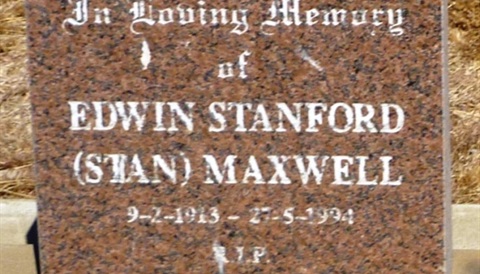 In Loving Memory
of
EDWIN STANFORD
(STAN) MAXWELL
9-2-1913 - 27-5-1994
R.I.P.